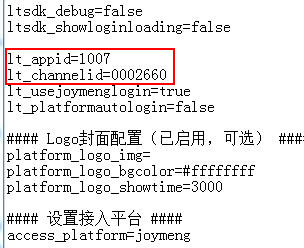 ltsdk_debug=false
ltsdk_showloginloading=false
lt_appid=1007
lt_channelid=0002660
lt_usejoymenglogin=true
lt_platformautologin=false
#### Logo封面配置（已启用，可选） ####
platform_logo_img=
platform_logo_bgcolor=#ffffffff
platform_logo_showtime=3000
#### 设置接入平台 ####
access_platform=joymeng